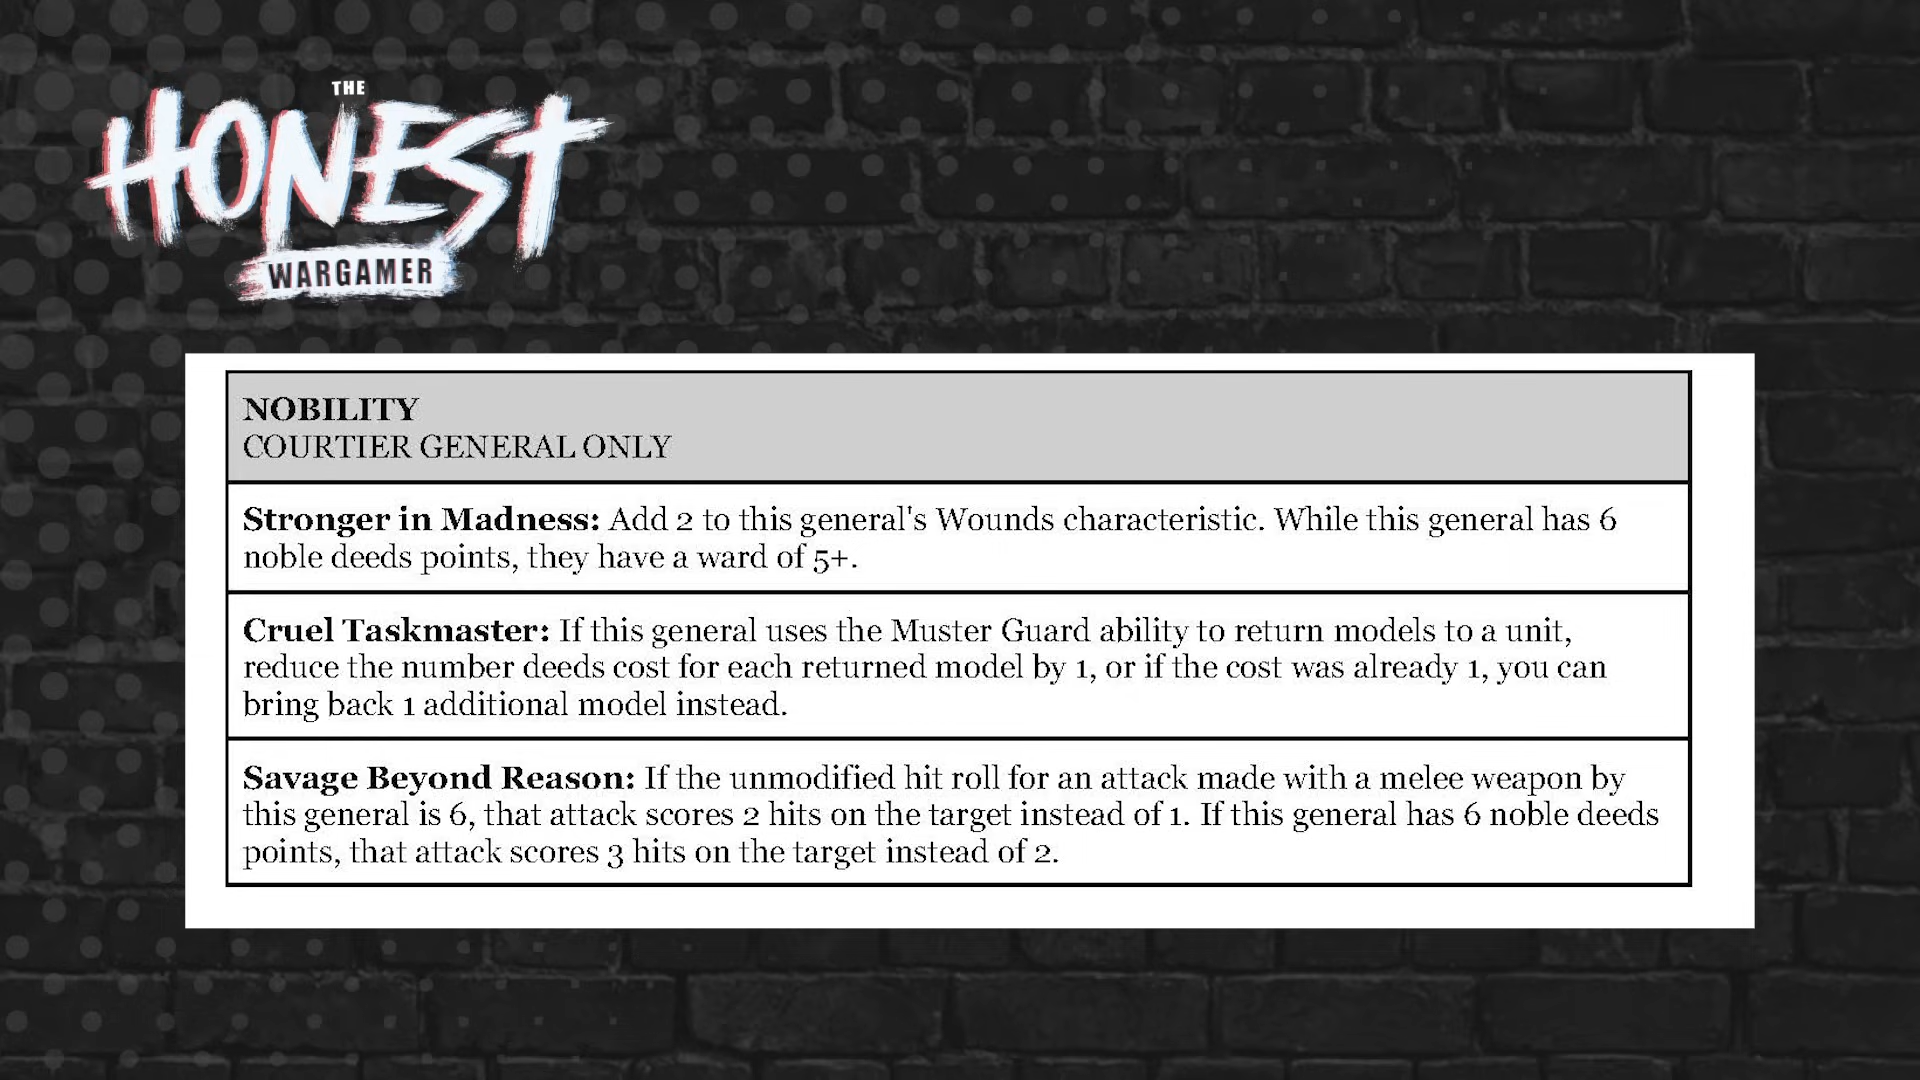 THE
HONEST
WARGAMER
NOBILITY
COURTIER GENERAL ONLY
Stronger in Madness: Add 2 to this general's Wounds characteristic. While this general has 6
noble deeds points, they have a ward of 5+.
Cruel Taskmaster: If this general uses the Muster Guard ability to return models to a unit,
reduce the number deeds cost for each returned model by 1, or if the cost was already 1, you can
bring back 1 additional model instead.
Savage Beyond Reason: If the unmodified hit roll for an attack made with a melee weapon by
this general is 6, that attack scores 2 hits on the target instead of 1. If this general has 6 noble deeds
points, that attack scores 3 hits on the target instead of 2.